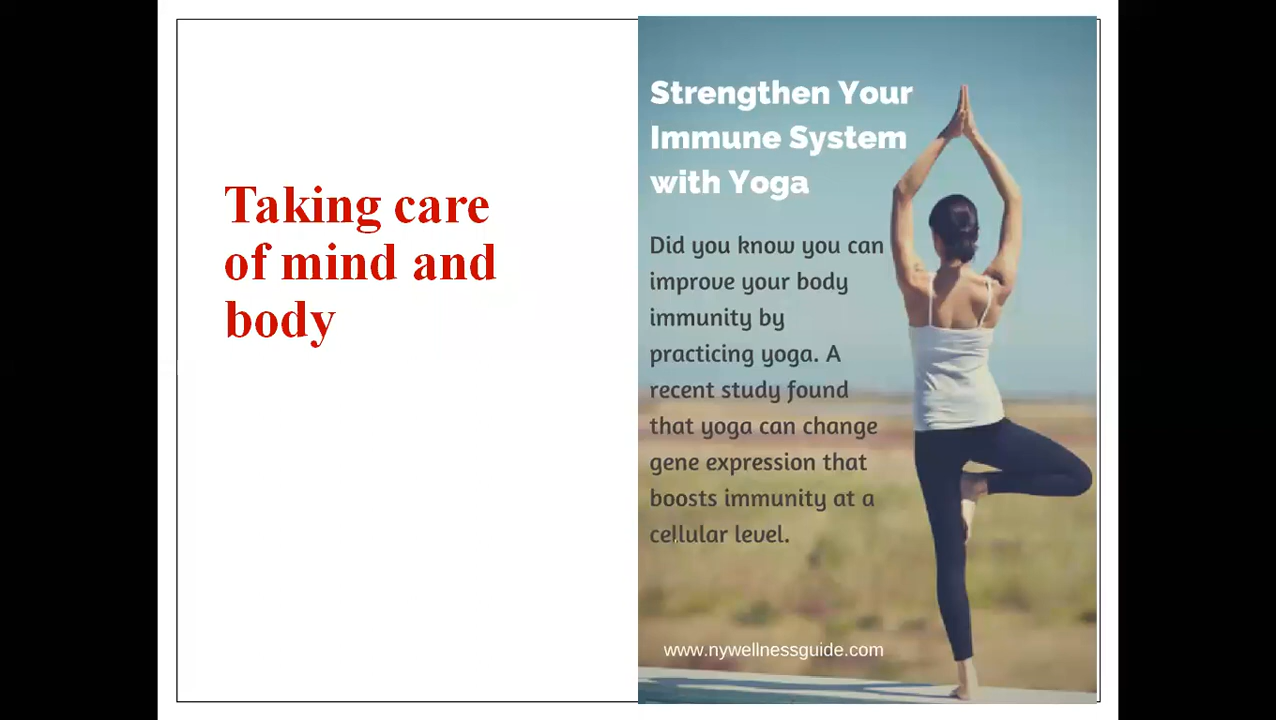 Taking care
of mind and
body
Strengthen Your
Immune System
with Yoga
Did you know you can
improve your body
immunity by
practicing yoga. A
recent study found
that yoga can change
gene expression that
boosts immunity at a
cellular level.
www.nywellnessguide.com